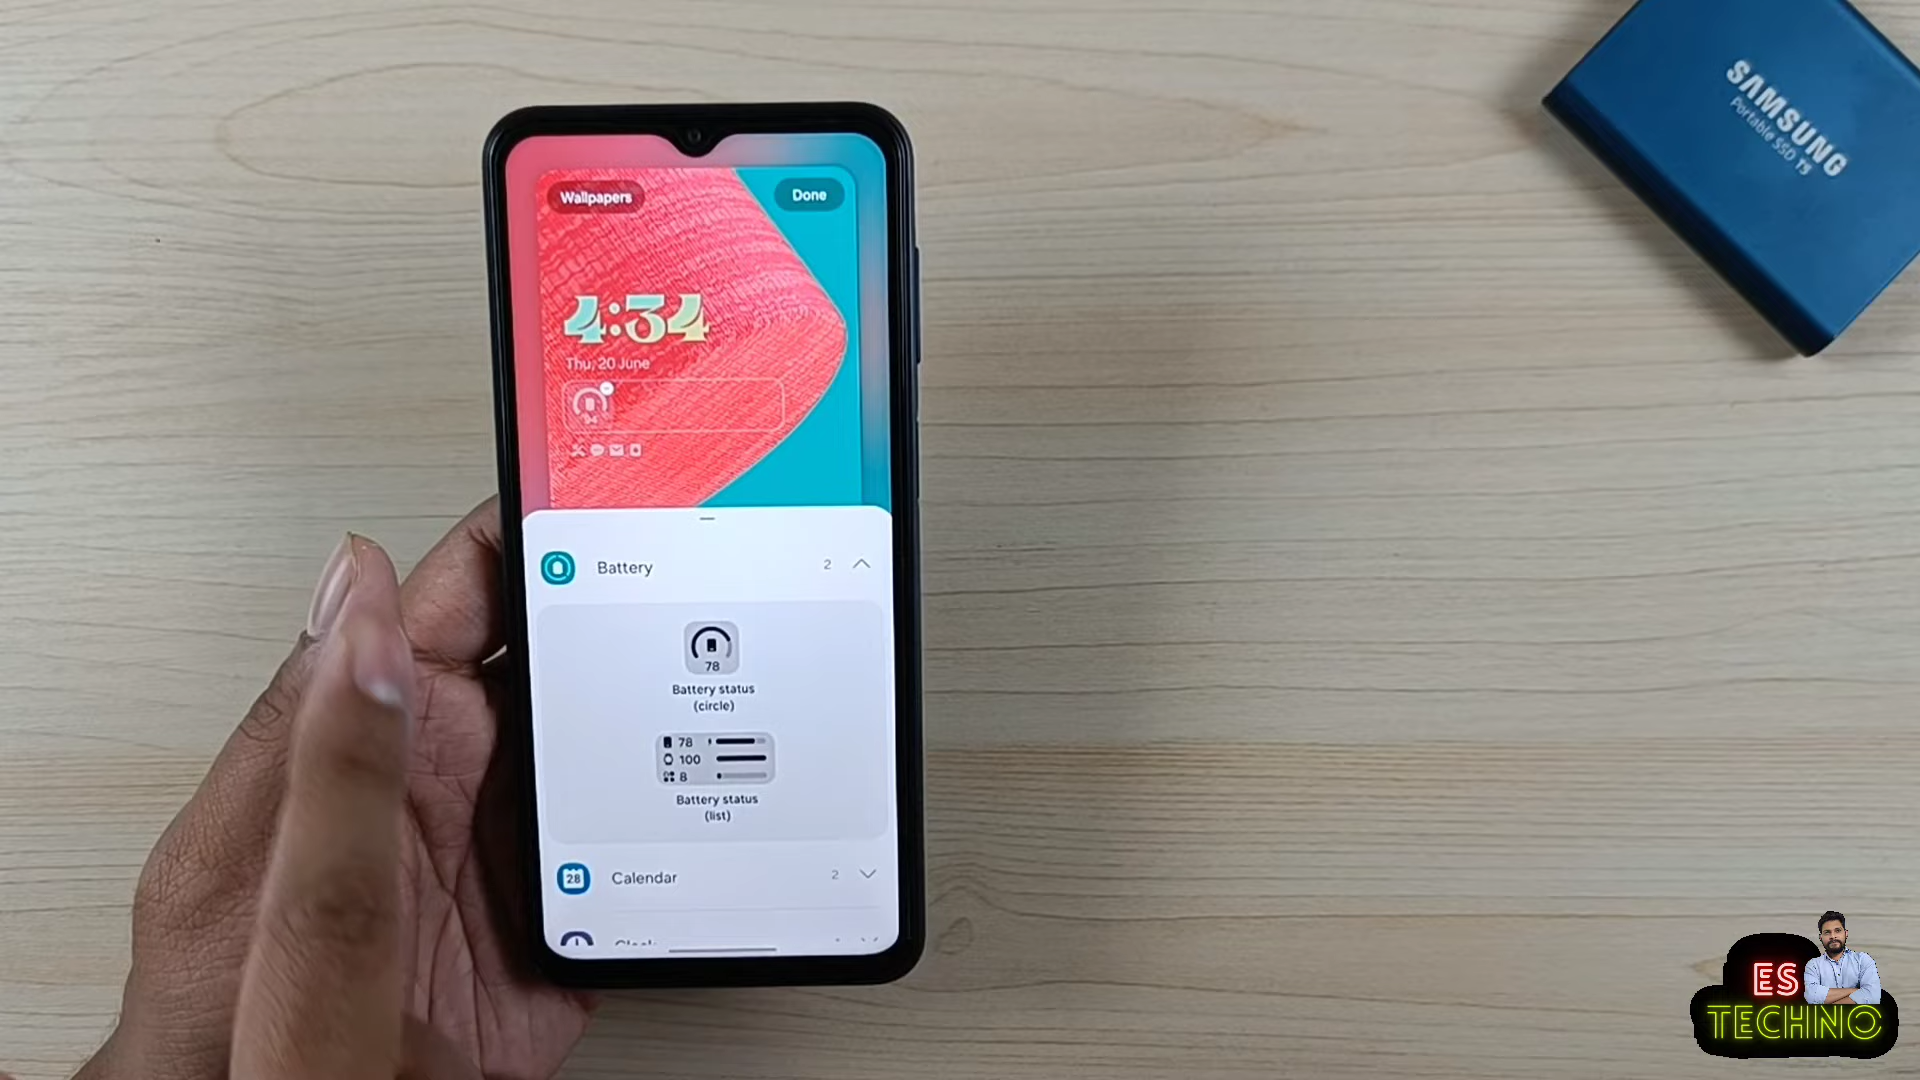 SAMSUNG
Portable SSD T5
Wallpapers
Done
4:34
Thu, 20 June
94
Battery
2
78
Battery status
(circle)
78
100
8
Battery status
(list)
28
Calendar
2
ES
TECHNO